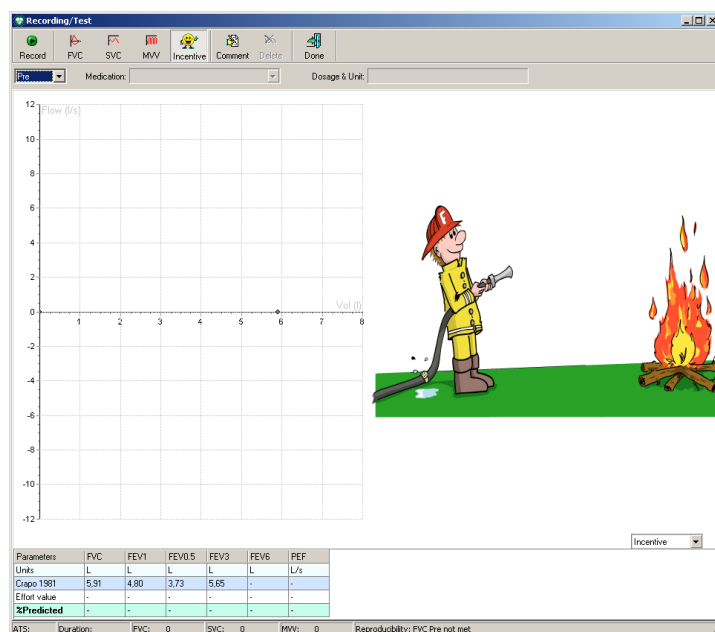 Recording/Test
Record FVC SVC MVV Incentive Comment Delete Done
Pre Medication: Dosage & Unit:
Flow (l/s)
12
10
8
6
4
2
0
-2
-4
-6
-8
-10
-12
Vol (l)
1 2 3 4 5 6 7 8
F
Incentive
Parameters FVC FEV1 FEV0.5 FEV3 FEV6 PEF
Units L L L L L L/s
Crapo 1981 5,91 4,80 3,73 5,65 - -
Effort value - - - - - -
%Predicted - - - - - -
ATS: Duration: FVC: 0 SVC: 0 MVV: 0 Reproducibility: FVC Pre not met